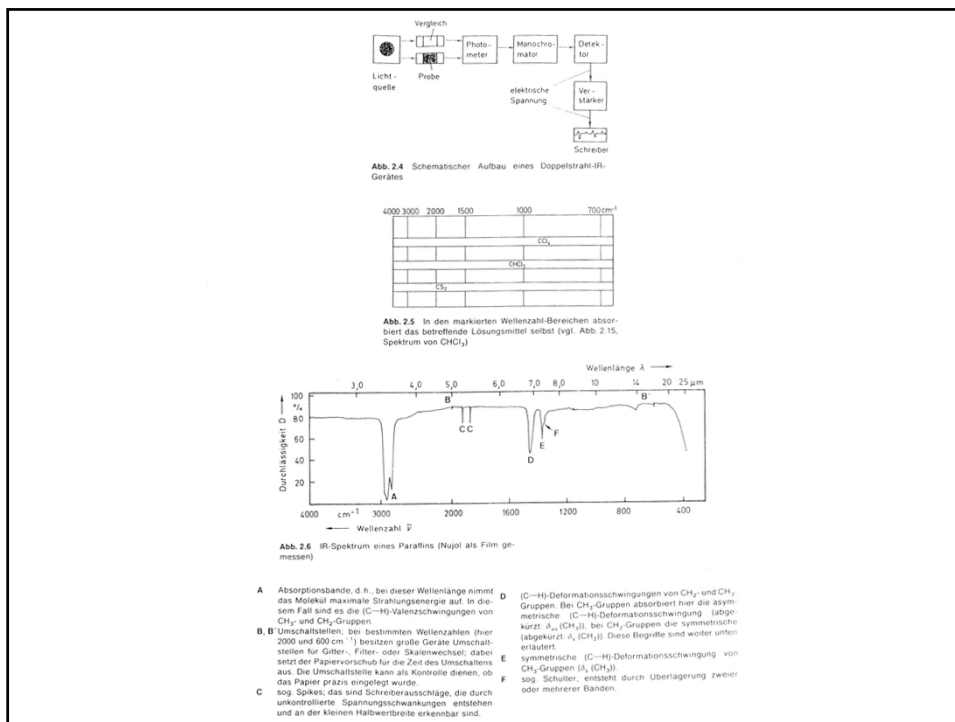 Vergleich
Licht-
quelle
Probe
Photo-
meter
Monochro-
mator
Detek-
tor
elektrische
Spannung
Ver-
stärker
Schreiber
Abb. 2.4 Schematischer Aufbau eines Doppelstrahl-IR-
Gerätes
4000 3000 2000 1500 1000 700 cm⁻¹
CCl₄
CHCl₃
CS₂
Abb. 2.5 In den markierten Wellenzahl-Bereichen absor-
biert das betreffende Lösungsmittel selbst (vgl. Abb. 2.15,
Spektrum von CHCl₃)
Wellenlänge λ
3,0 4,0 5,0 6,0 7,0 8,0 10 14 20 25 µm
Durchlässigkeit D
100
%
80
60
40
20
A
B
C C
D
E
F
B'
4000 cm⁻¹ 3000 2000 1600 1200 800 400
Wellenzahl ν̃
Abb. 2.6 IR-Spektrum eines Paraffins (Nujol als Film ge-
messen)
A Absorptionsbande, d. h., bei dieser Wellenlänge nimmt
das Molekül maximale Strahlungsenergie auf. In die-
sem Fall sind es die (C—H)-Valenzschwingungen von
CH₃- und CH₂-Gruppen.
B, B' Umschaltstellen; bei bestimmten Wellenzahlen (hier
2000 und 600 cm⁻¹) besitzen große Geräte Umschalt-
stellen für Gitter-, Filter- oder Skalenwechsel; dabei
setzt der Papiervorschub für die Zeit des Umschaltens
aus. Die Umschaltstelle kann als Kontrolle dienen, ob
das Papier präzis eingelegt wurde.
C sog. Spikes; das sind Schreiberausschläge, die durch
unkontrollierte Spannungsschwankungen entstehen
und an der kleinen Halbwertbreite erkennbar sind.
D (C—H)-Deformationsschwingungen von CH₂- und CH₃-
Gruppen. Bei CH₃-Gruppen absorbiert hier die asym-
metrische (C—H)-Deformationsschwingung (abge-
kürzt: δas (CH₃)), bei CH₂-Gruppen die symmetrische
(abgekürzt: δs (CH₂)). Diese Begriffe sind weiter unten
erläutert.
E symmetrische (C—H)-Deformationsschwingung von
CH₃-Gruppen (δs (CH₃)).
F sog. Schulter; entsteht durch Überlagerung zweier
oder mehrerer Banden.